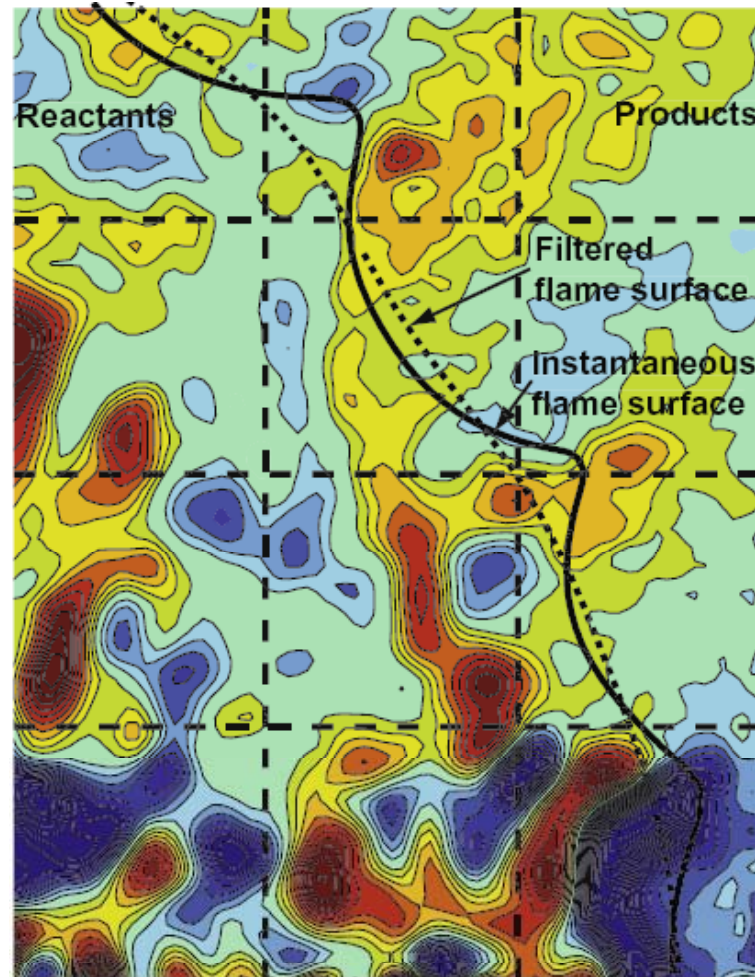 Reactants
Products
Filtered
flame surface
Instantaneous
flame surface